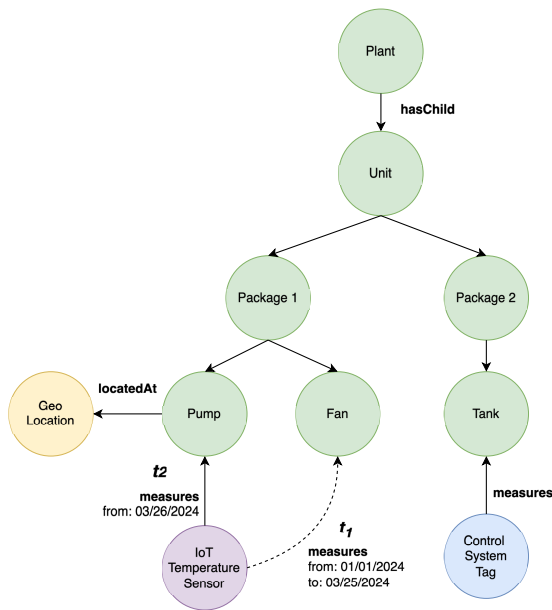 Plant
hasChild
Unit
Package 1
Package 2
locatedAt
Geo
Location
Pump
Fan
Tank
t2
measures
from: 03/26/2024
t1
measures
from: 01/01/2024
to: 03/25/2024
measures
IoT
Temperature
Sensor
Control
System
Tag